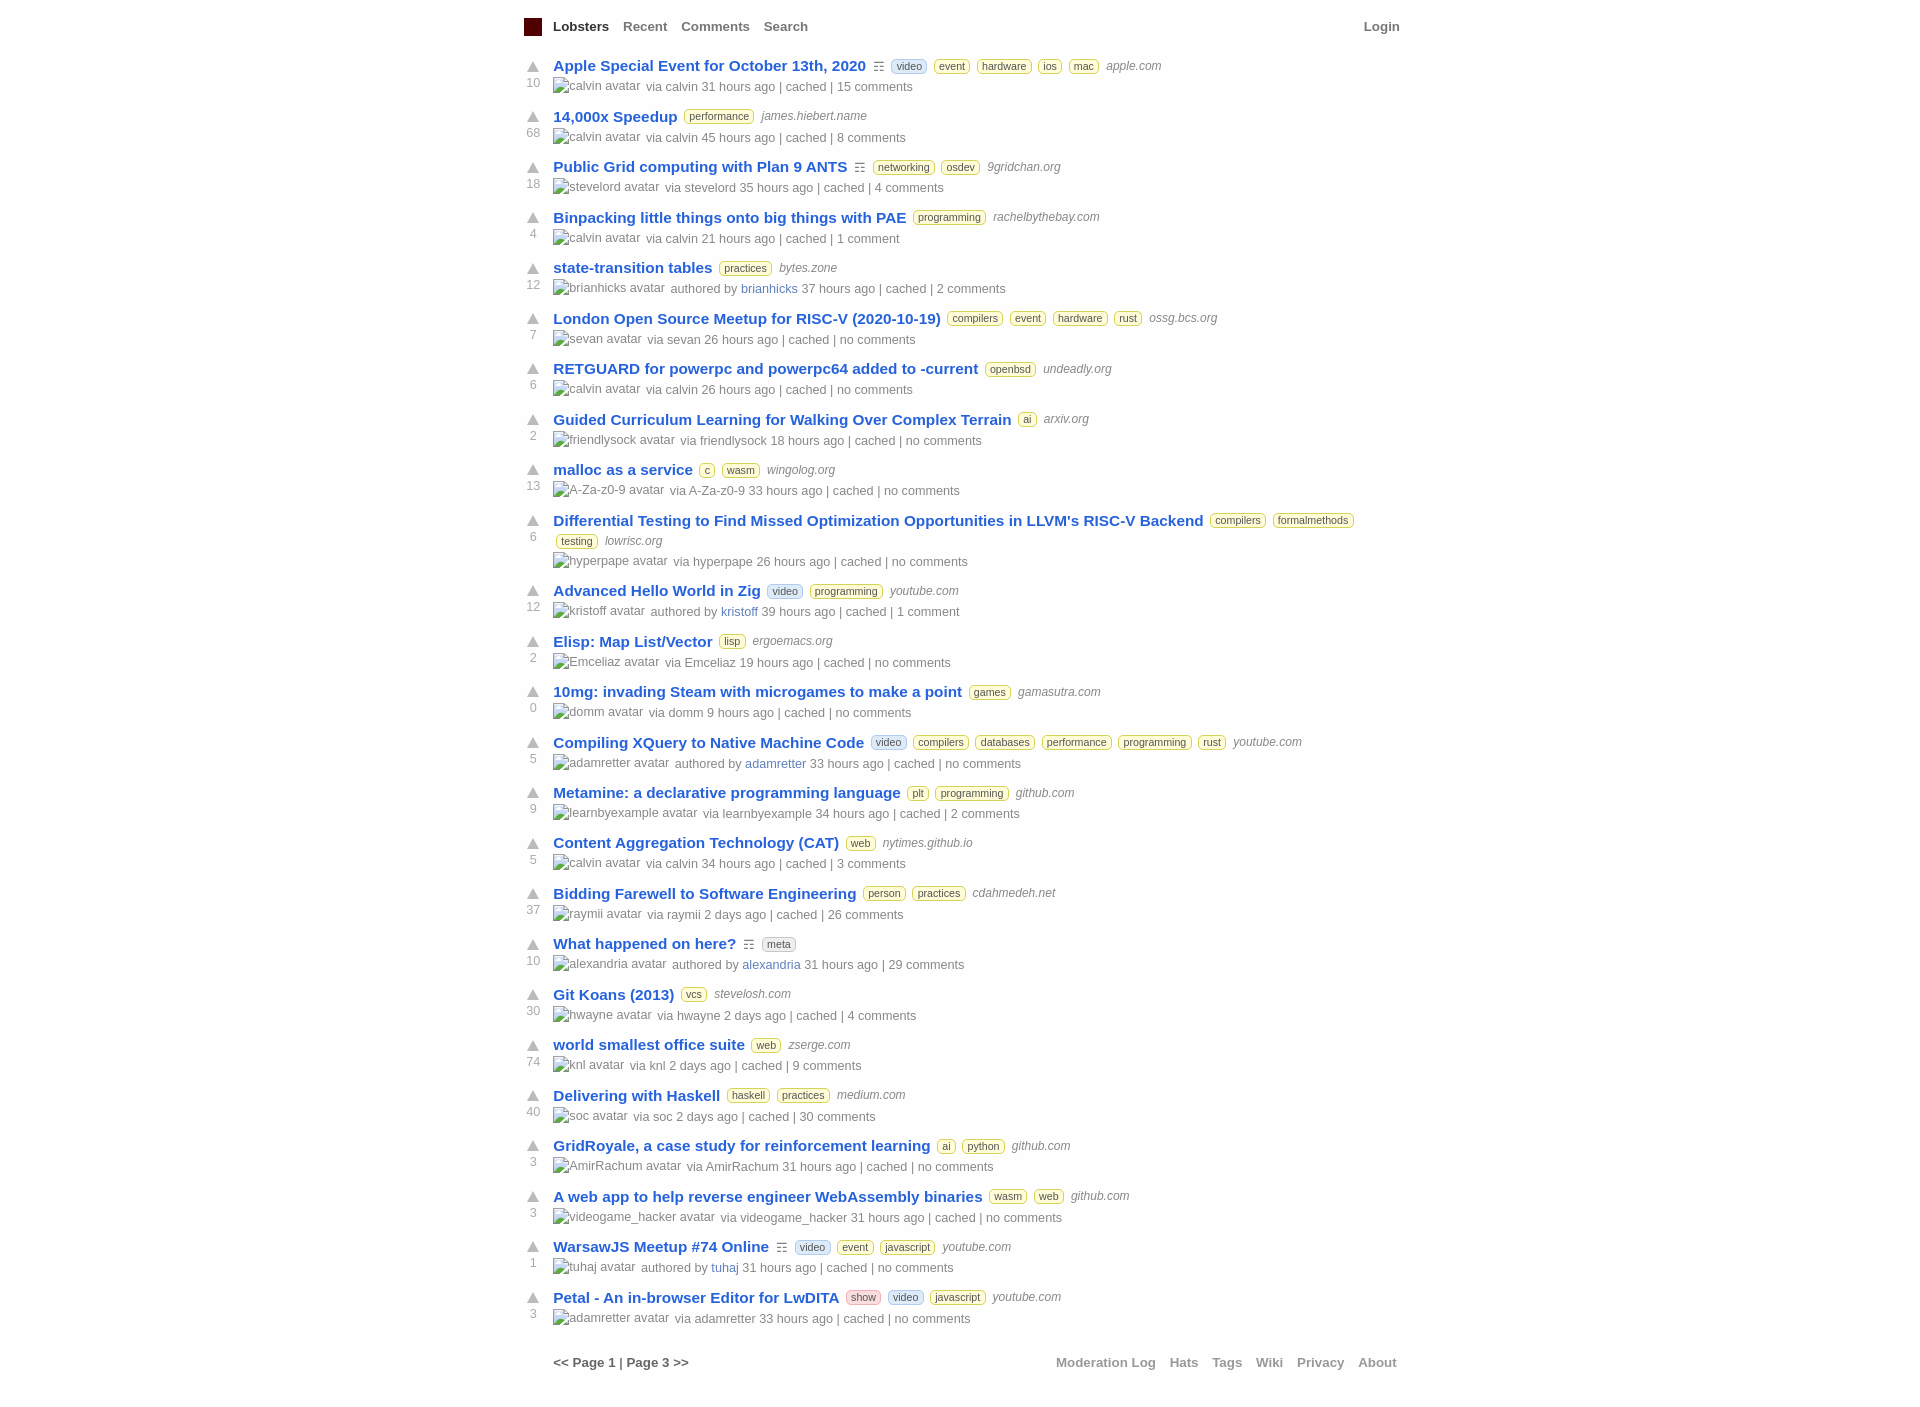 Lobsters Recent Comments Search Login
Apple Special Event for October 13th, 2020 ☶ video event hardware ios mac apple.com
10
calvin avatar via calvin 31 hours ago | cached | 15 comments
14,000x Speedup performance james.hiebert.name
68
calvin avatar via calvin 45 hours ago | cached | 8 comments
Public Grid computing with Plan 9 ANTS ☶ networking osdev 9gridchan.org
18
stevelord avatar via stevelord 35 hours ago | cached | 4 comments
Binpacking little things onto big things with PAE programming rachelbythebay.com
4
calvin avatar via calvin 21 hours ago | cached | 1 comment
state-transition tables practices bytes.zone
12
brianhicks avatar authored by brianhicks 37 hours ago | cached | 2 comments
London Open Source Meetup for RISC-V (2020-10-19) compilers event hardware rust ossg.bcs.org
7
sevan avatar via sevan 26 hours ago | cached | no comments
RETGUARD for powerpc and powerpc64 added to -current openbsd undeadly.org
6
calvin avatar via calvin 26 hours ago | cached | no comments
Guided Curriculum Learning for Walking Over Complex Terrain ai arxiv.org
2
friendlysock avatar via friendlysock 18 hours ago | cached | no comments
malloc as a service c wasm wingolog.org
13
A-Za-z0-9 avatar via A-Za-z0-9 33 hours ago | cached | no comments
Differential Testing to Find Missed Optimization Opportunities in LLVM's RISC-V Backend compilers formalmethods
6
testing lowrisc.org
hyperpape avatar via hyperpape 26 hours ago | cached | no comments
Advanced Hello World in Zig video programming youtube.com
12
kristoff avatar authored by kristoff 39 hours ago | cached | 1 comment
Elisp: Map List/Vector lisp ergoemacs.org
2
Emceliaz avatar via Emceliaz 19 hours ago | cached | no comments
10mg: invading Steam with microgames to make a point games gamasutra.com
0
domm avatar via domm 9 hours ago | cached | no comments
Compiling XQuery to Native Machine Code video compilers databases performance programming rust youtube.com
5
adamretter avatar authored by adamretter 33 hours ago | cached | no comments
Metamine: a declarative programming language plt programming github.com
9
learnbyexample avatar via learnbyexample 34 hours ago | cached | 2 comments
Content Aggregation Technology (CAT) web nytimes.github.io
5
calvin avatar via calvin 34 hours ago | cached | 3 comments
Bidding Farewell to Software Engineering person practices cdahmedeh.net
37
raymii avatar via raymii 2 days ago | cached | 26 comments
What happened on here? ☶ meta
10
alexandria avatar authored by alexandria 31 hours ago | 29 comments
Git Koans (2013) vcs stevelosh.com
30
hwayne avatar via hwayne 2 days ago | cached | 4 comments
world smallest office suite web zserge.com
74
knl avatar via knl 2 days ago | cached | 9 comments
Delivering with Haskell haskell practices medium.com
40
soc avatar via soc 2 days ago | cached | 30 comments
GridRoyale, a case study for reinforcement learning ai python github.com
3
AmirRachum avatar via AmirRachum 31 hours ago | cached | no comments
A web app to help reverse engineer WebAssembly binaries wasm web github.com
3
videogame_hacker avatar via videogame_hacker 31 hours ago | cached | no comments
WarsawJS Meetup #74 Online ☶ video event javascript youtube.com
1
tuhaj avatar authored by tuhaj 31 hours ago | cached | no comments
Petal - An in-browser Editor for LwDITA show video javascript youtube.com
3
adamretter avatar via adamretter 33 hours ago | cached | no comments
<< Page 1 | Page 3 >> Moderation Log Hats Tags Wiki Privacy About